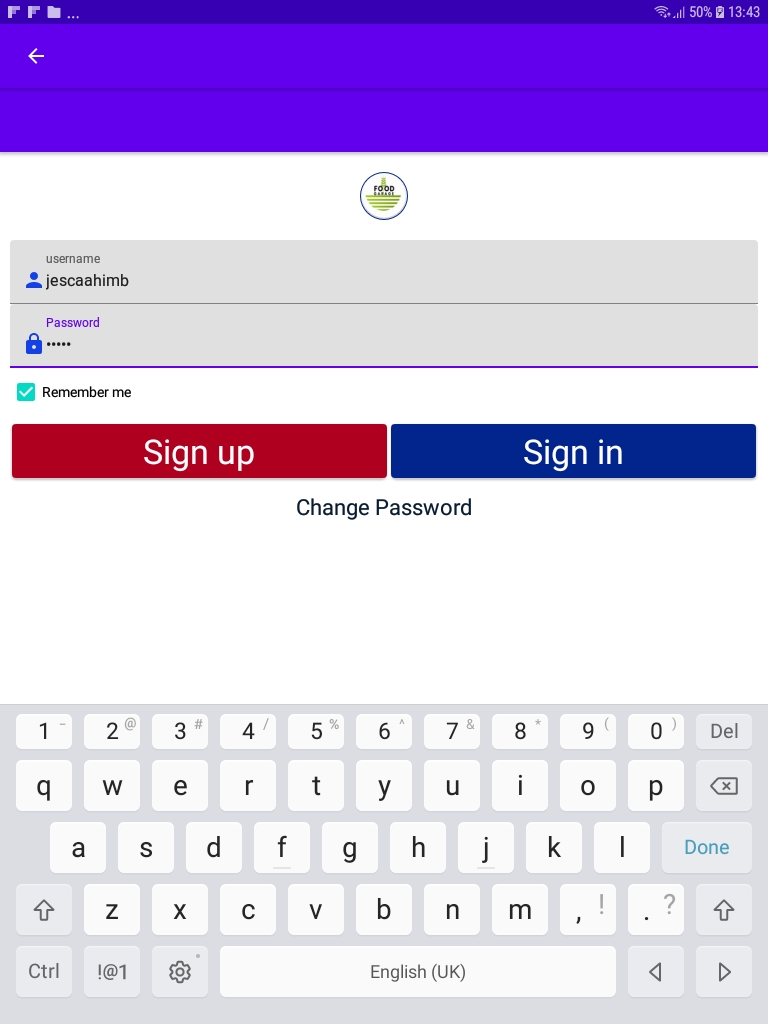 ... 50% 13:43
FOOD
GARAGE
username
jescaahimb
Password
•••••
Remember me
Sign up Sign in
Change Password
1 – 2 @ 3 # 4 / 5 % 6 ^ 7 & 8 * 9 ( 0 ) Del
q w e r t y u i o p
a s d f g h j k l Done
z x c v b n m , ! . ?
Ctrl !@1 English (UK)